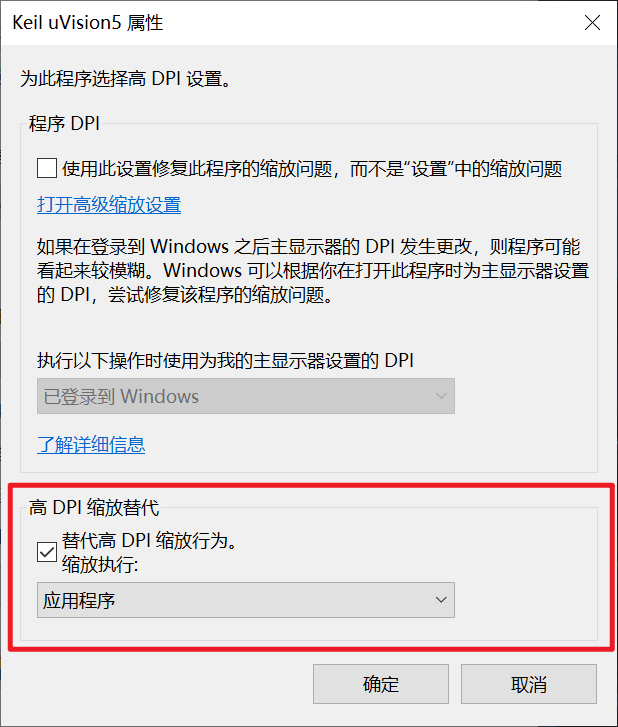 Keil uVision5 属性
为此程序选择高 DPI 设置。
程序 DPI
使用此设置修复此程序的缩放问题，而不是“设置”中的缩放问题
打开高级缩放设置
如果在登录到 Windows 之后主显示器的 DPI 发生更改，则程序可能
看起来较模糊。Windows 可以根据你在打开此程序时为主显示器设置
的 DPI，尝试修复该程序的缩放问题。
执行以下操作时使用为我的主显示器设置的 DPI
已登录到 Windows
了解详细信息
高 DPI 缩放替代
替代高 DPI 缩放行为。
缩放执行:
应用程序
确定
取消